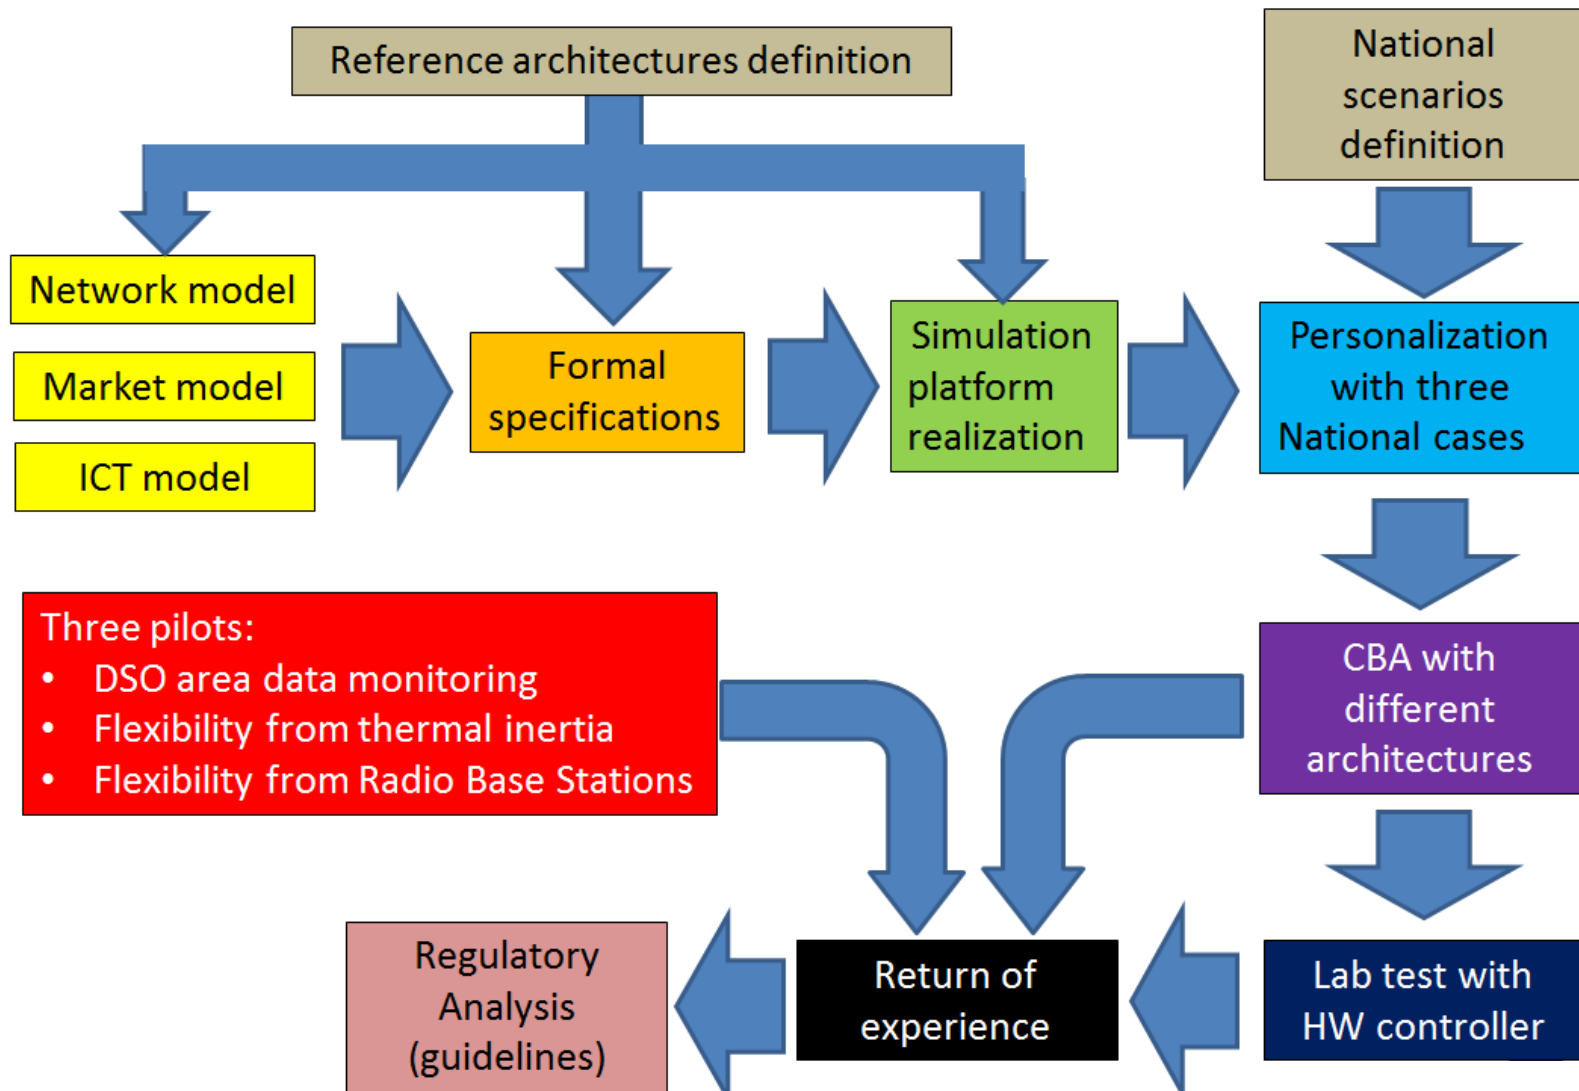 Reference architectures definition
National
scenarios
definition
Network model
Market model
ICT model
Formal
specifications
Simulation
platform
realization
Personalization
with three
National cases
Three pilots:
• DSO area data monitoring
• Flexibility from thermal inertia
• Flexibility from Radio Base Stations
CBA with
different
architectures
Regulatory
Analysis
(guidelines)
Return of
experience
Lab test with
HW controller